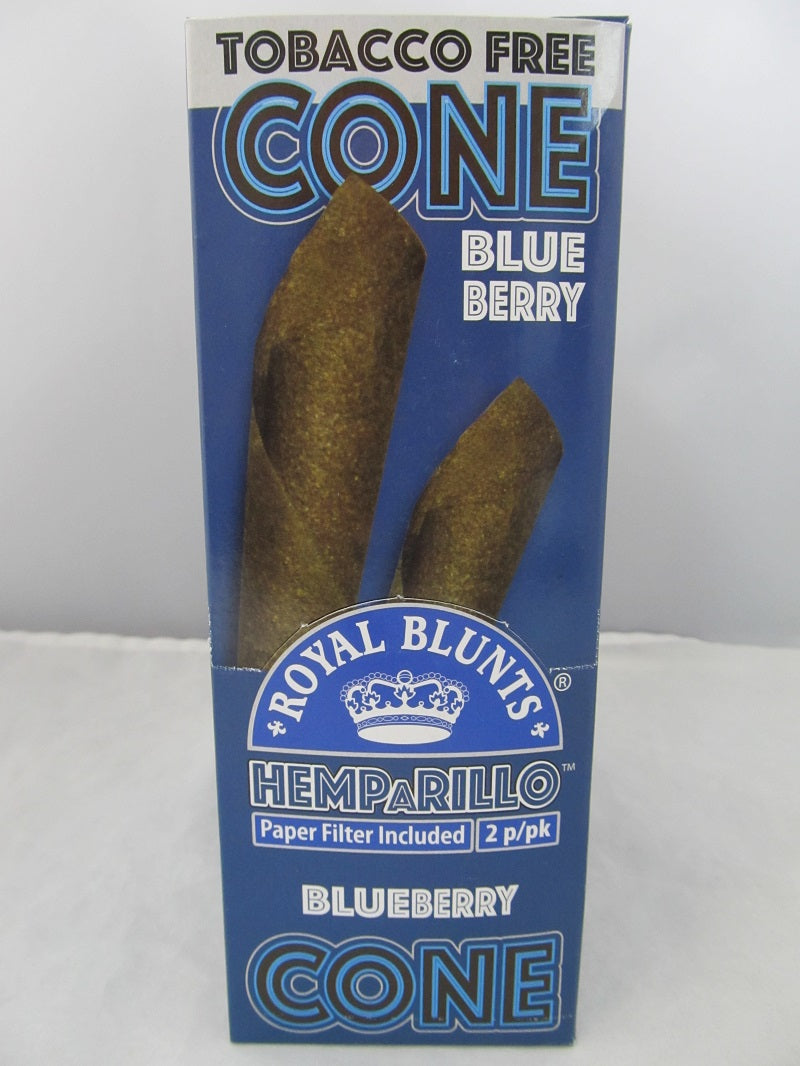 TOBACCO FREE
CONE
BLUE
BERRY
ROYAL BLUNTS
®
HEMPARILLO™
Paper Filter Included 2 p/pk
BLUEBERRY
CONE